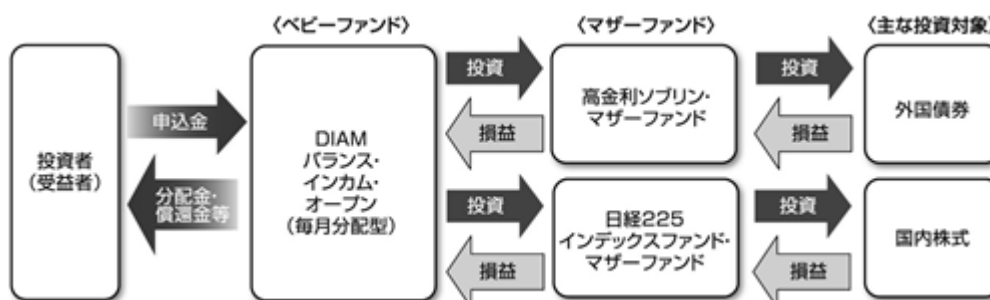 〈ベビーファンド〉
〈マザーファンド〉
〈主な投資対象〉
投資者
（受益者）
申込金
分配金・
償還金等
DIAM
バランス・
インカム・
オープン
（毎月分配型）
投資
損益
高金利ソブリン・
マザーファンド
投資
損益
外国債券
投資
損益
日経225
インデックスファンド・
マザーファンド
投資
損益
国内株式